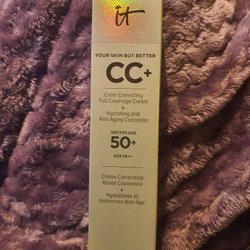 it
YOUR SKIN BUT BETTER
CC+
Color Correcting
Full Coverage Cream
+
Hydrating and
Anti-Aging Concealer
SPF/FPS UVB
50+
UVA PA++
Crème Correctrice
Haute Couvrance
+
Hydratante et
Anticernes Anti-Âge